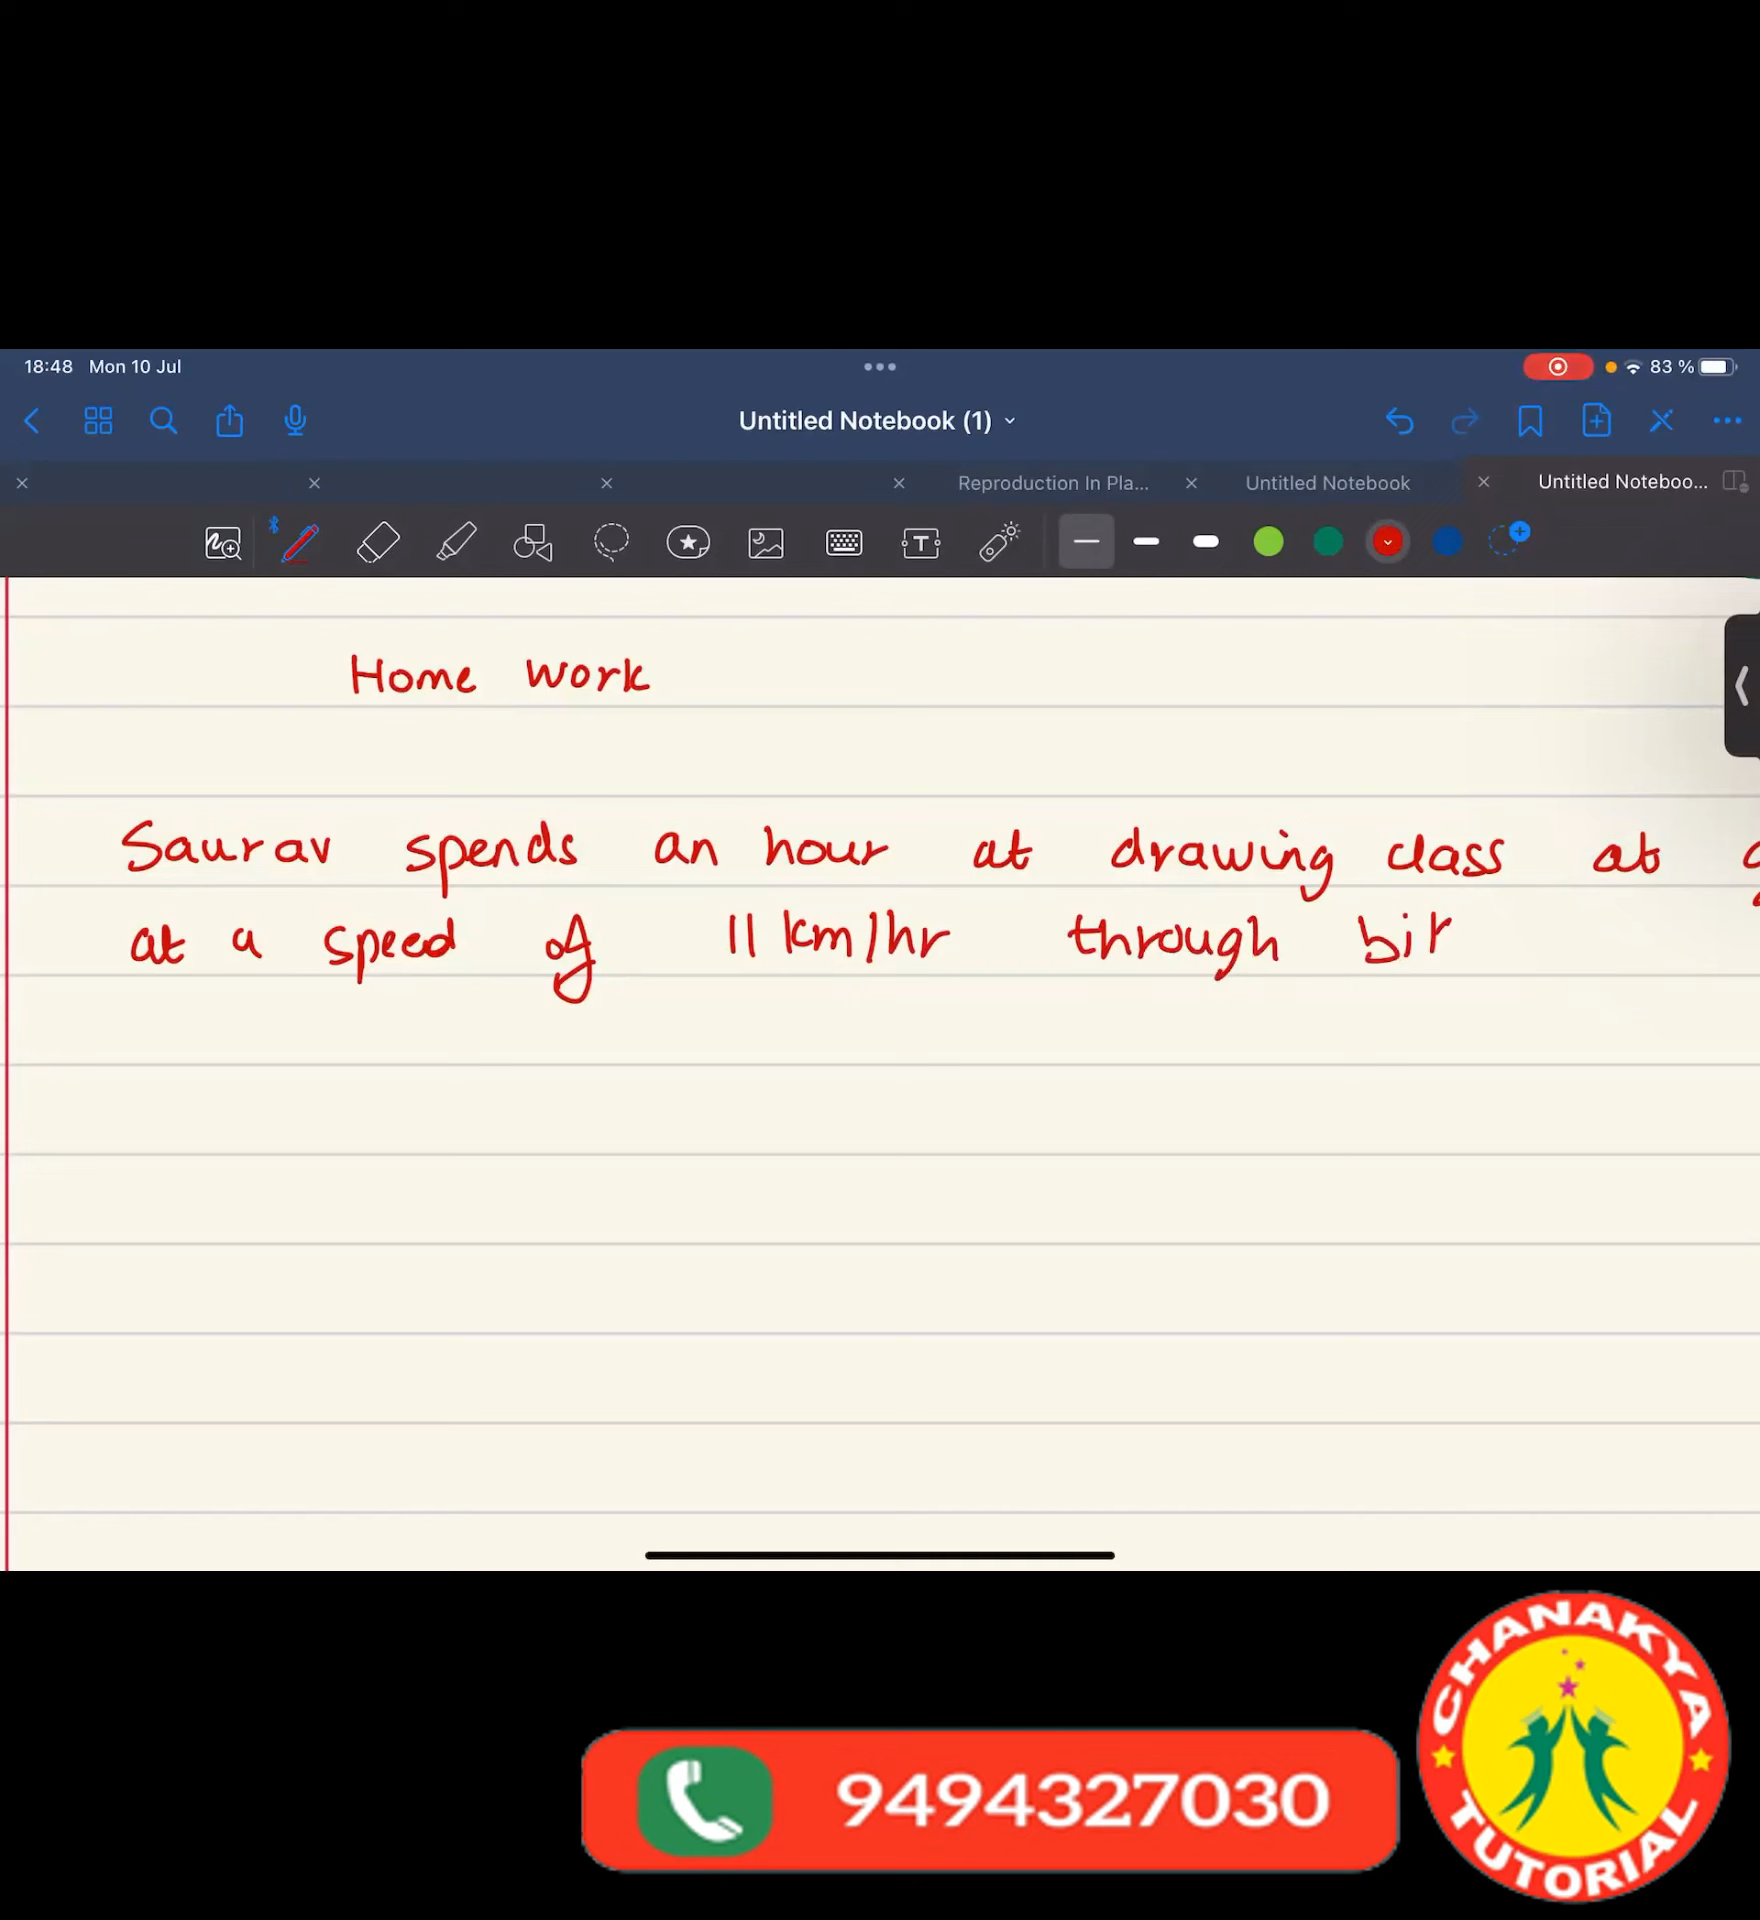 18:48 Mon 10 Jul
83 %
Untitled Notebook (1)
Reproduction In Pla... Untitled Notebook Untitled Noteboo...
T
Home work
Saurav spends an hour at drawing class at
at a speed of 11 km/hr through bir
9494327030
CHANAKYA
TUTORIAL